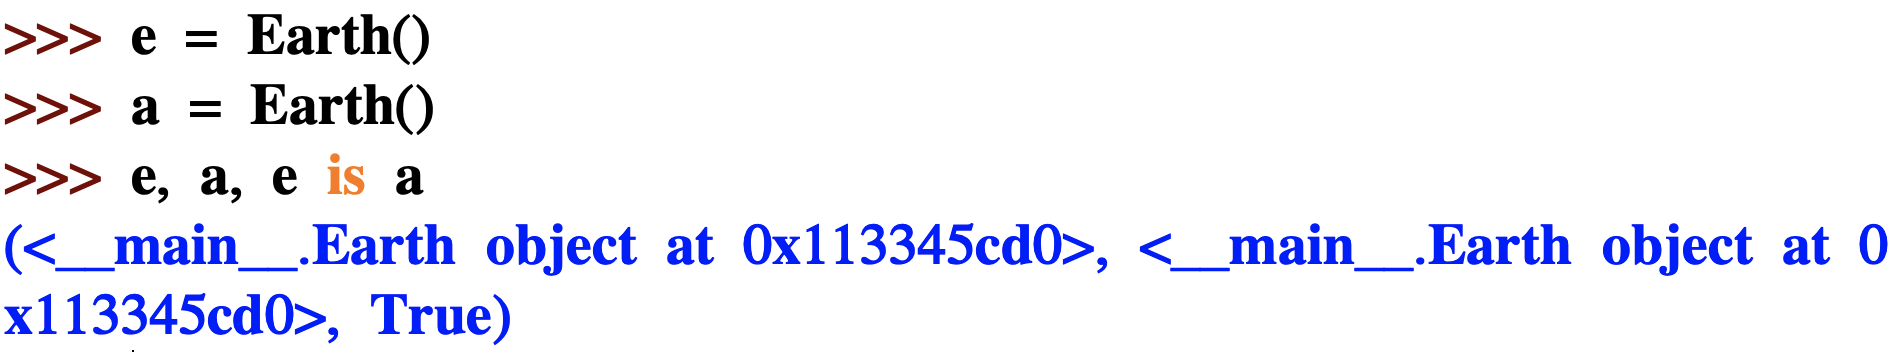 >>> e = Earth()
>>> a = Earth()
>>> e, a, e is a
(<__main__.Earth object at 0x113345cd0>, <__main__.Earth object at 0
x113345cd0>, True)